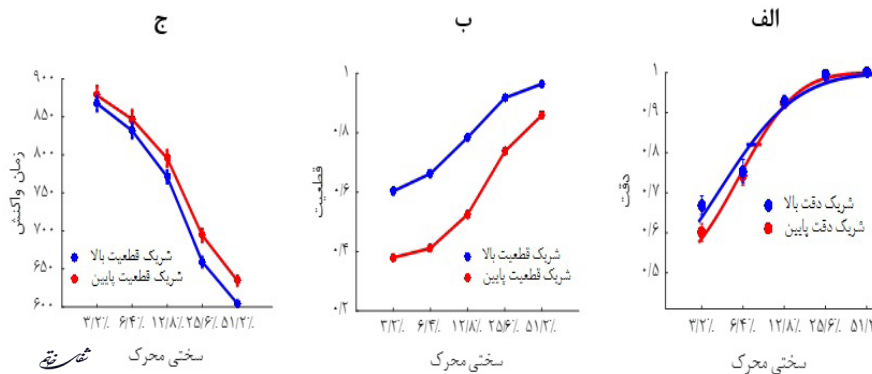 الف
دقت
۱
۰/۹
۰/۸
۰/۷
۰/۶
۰/۵
شریک دقت بالا
شریک دقت پایین
۳/۲٪ ۶/۴٪ ۱۲/۸٪ ۲۵/۶٪ ۵۱/۲٪
سختی محرک
ب
قطعیت
۱
۰/۸
۰/۶
۰/۴
۰/۲
شریک قطعیت بالا
شریک قطعیت پایین
۳/۲٪ ۶/۴٪ ۱۲/۸٪ ۲۵/۶٪ ۵۱/۲٪
سختی محرک
ج
زمان واکنش
۹۰۰
۸۵۰
۸۰۰
۷۵۰
۷۰۰
۶۵۰
۶۰۰
شریک قطعیت بالا
شریک قطعیت پایین
۳/۲٪ ۶/۴٪ ۱۲/۸٪ ۲۵/۶٪ ۵۱/۲٪
سختی محرک